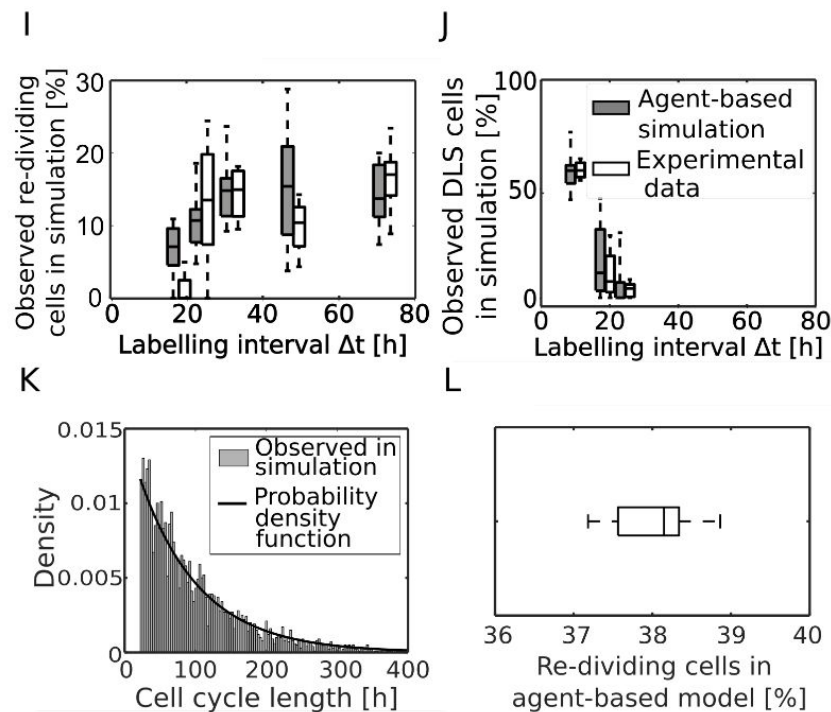 I
Observed re-dividing
cells in simulation [%]
30
20
10
0
0 20 40 60 80
Labelling interval Δt [h]
J
Observed DLS cells
in simulation [%]
100
50
0
Agent-based
simulation
Experimental
data
0 20 40 60 80
Labelling interval Δt [h]
K
Density
0.015
0.01
0.005
0
Observed in
simulation
Probability
density
function
0 100 200 300 400
Cell cycle length [h]
L
36 37 38 39 40
Re-dividing cells in
agent-based model [%]